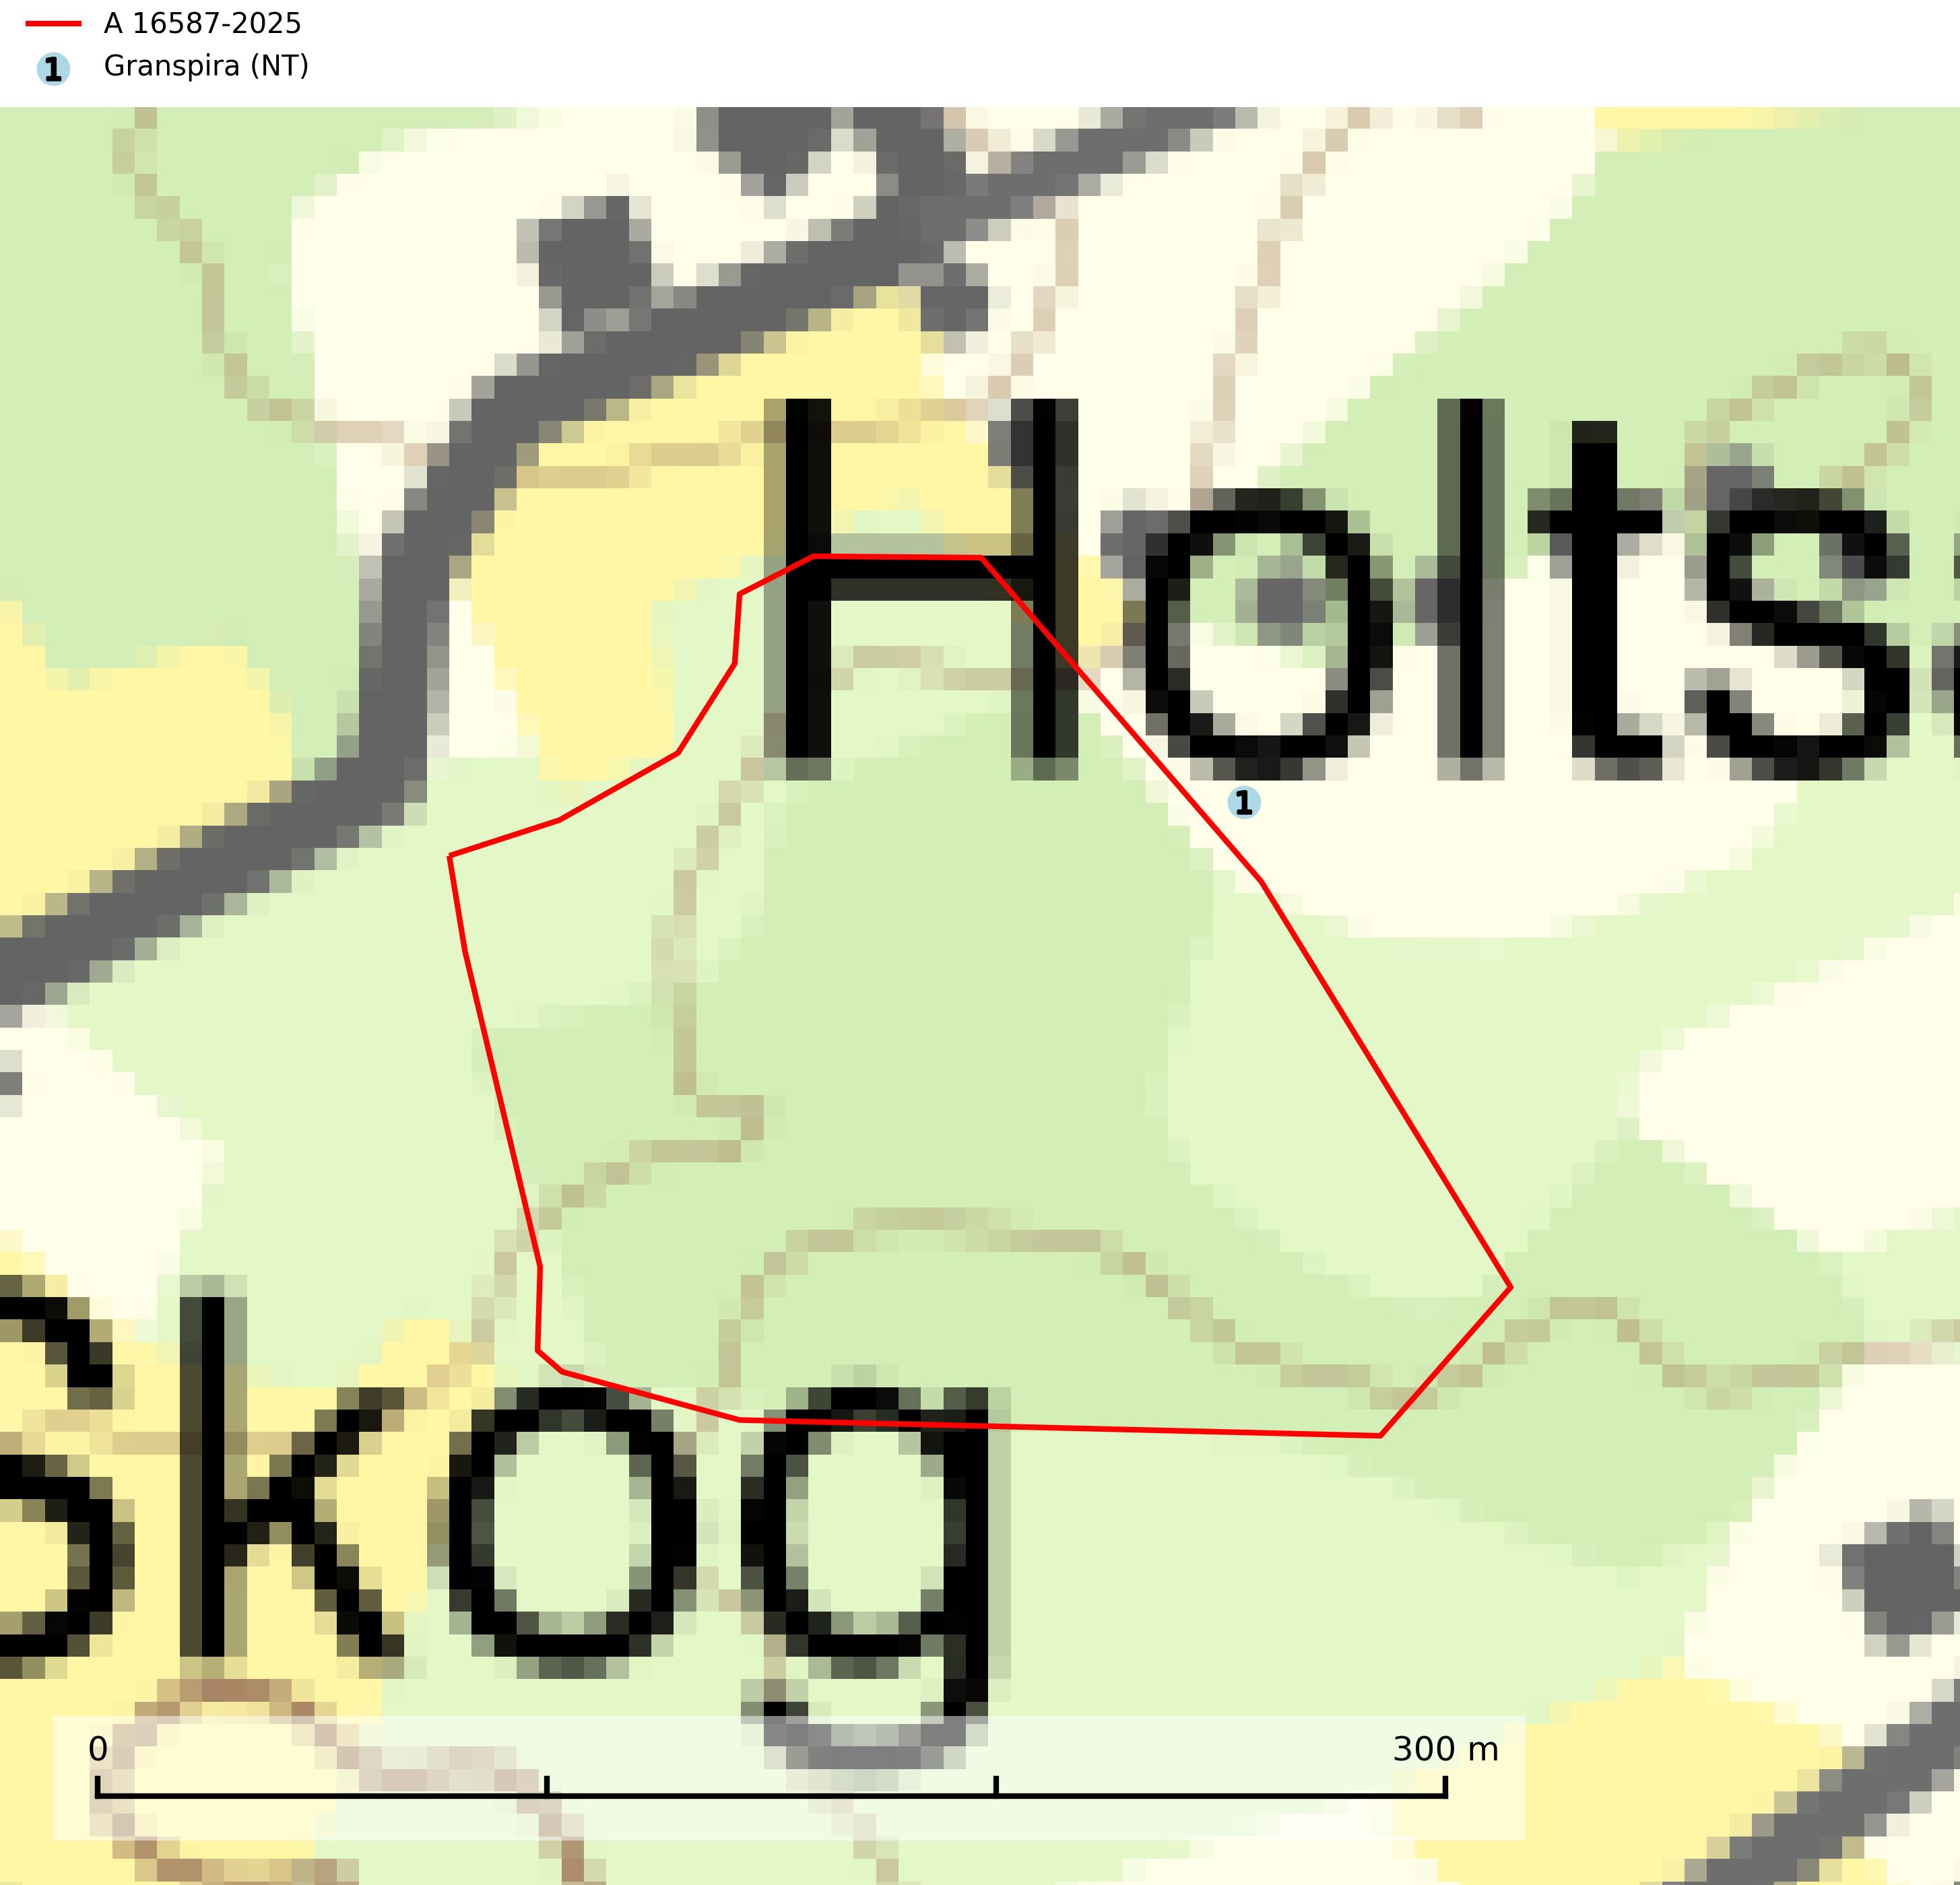 A 16587-2025
1 Granspira (NT)
Holts
1
skog
0 300 m